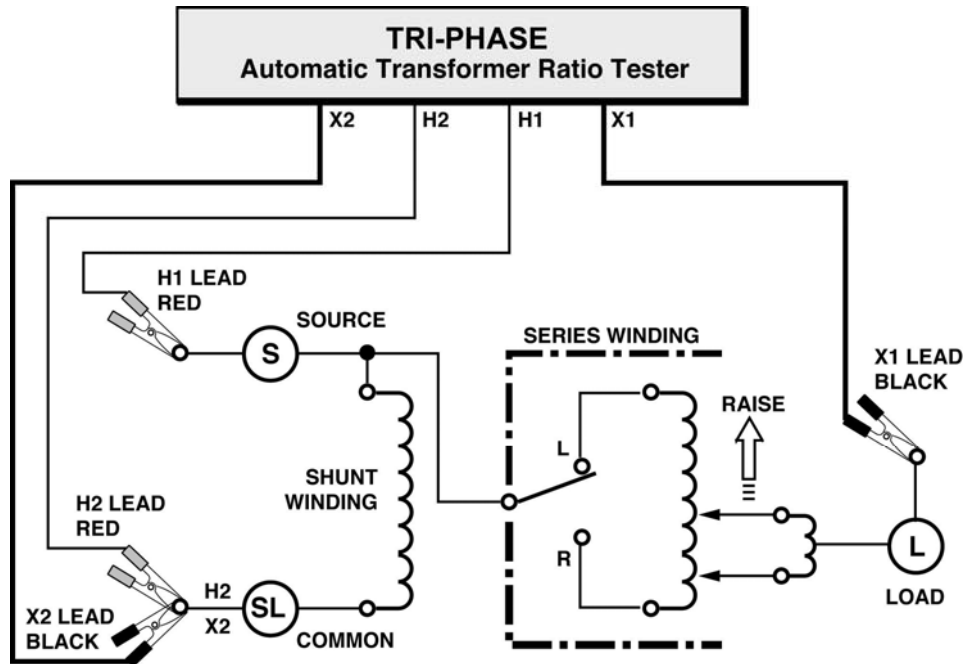 TRI-PHASE
Automatic Transformer Ratio Tester
X2
H2
H1
X1
H1 LEAD
RED
SOURCE
S
SERIES WINDING
X1 LEAD
BLACK
RAISE
L
SHUNT
WINDING
H2 LEAD
RED
R
L
LOAD
H2
X2
SL
X2 LEAD
BLACK
COMMON